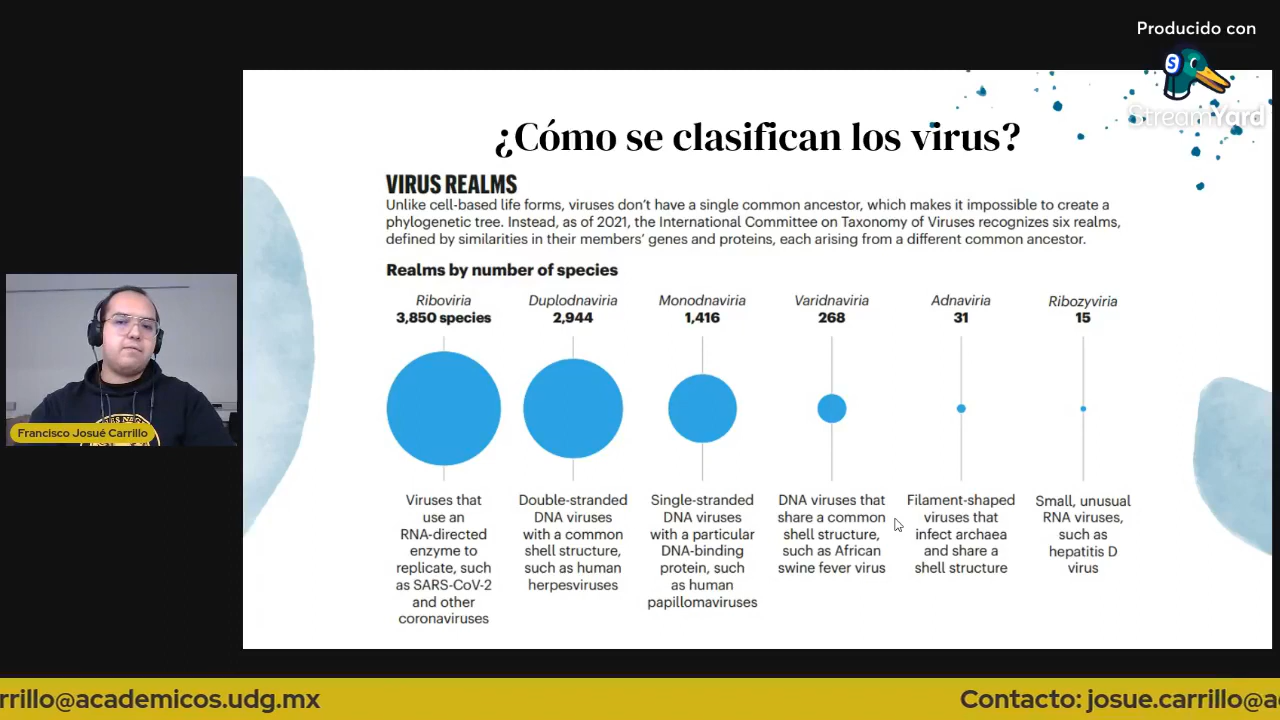 Producido con
StreamYard
¿Cómo se clasifican los virus?
VIRUS REALMS
Unlike cell-based life forms, viruses don’t have a single common ancestor, which makes it impossible to create a
phylogenetic tree. Instead, as of 2021, the International Committee on Taxonomy of Viruses recognizes six realms,
defined by similarities in their members’ genes and proteins, each arising from a different common ancestor.
Realms by number of species
Riboviria
3,850 species
Viruses that
use an
RNA-directed
enzyme to
replicate, such
as SARS-CoV-2
and other
coronaviruses
Duplodnaviria
2,944
Double-stranded
DNA viruses
with a common
shell structure,
such as human
herpesviruses
Monodnaviria
1,416
Single-stranded
DNA viruses
with a particular
DNA-binding
protein, such
as human
papillomaviruses
Varidnaviria
268
DNA viruses that
share a common
shell structure,
such as African
swine fever virus
Adnaviria
31
Filament-shaped
viruses that
infect archaea
and share a
shell structure
Ribozyviria
15
Small, unusual
RNA viruses,
such as
hepatitis D
virus
Francisco Josué Carrillo
rrillo@academicos.udg.mx
Contacto: josue.carrillo@ac